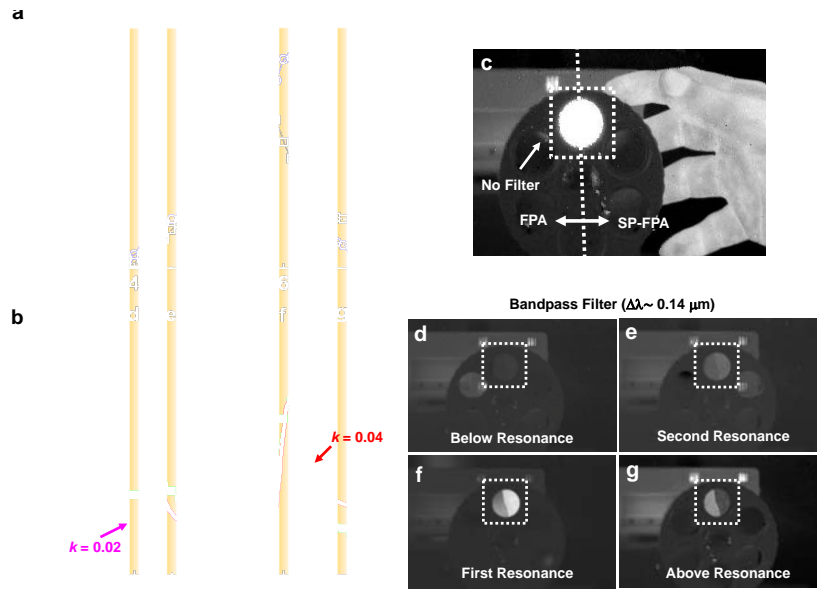 a
b
k = 0.04
k = 0.02
d
e
f
g
c
No Filter
FPA
SP-FPA
Bandpass Filter (Δλ~ 0.14 µm)
d
e
Below Resonance
Second Resonance
f
g
First Resonance
Above Resonance